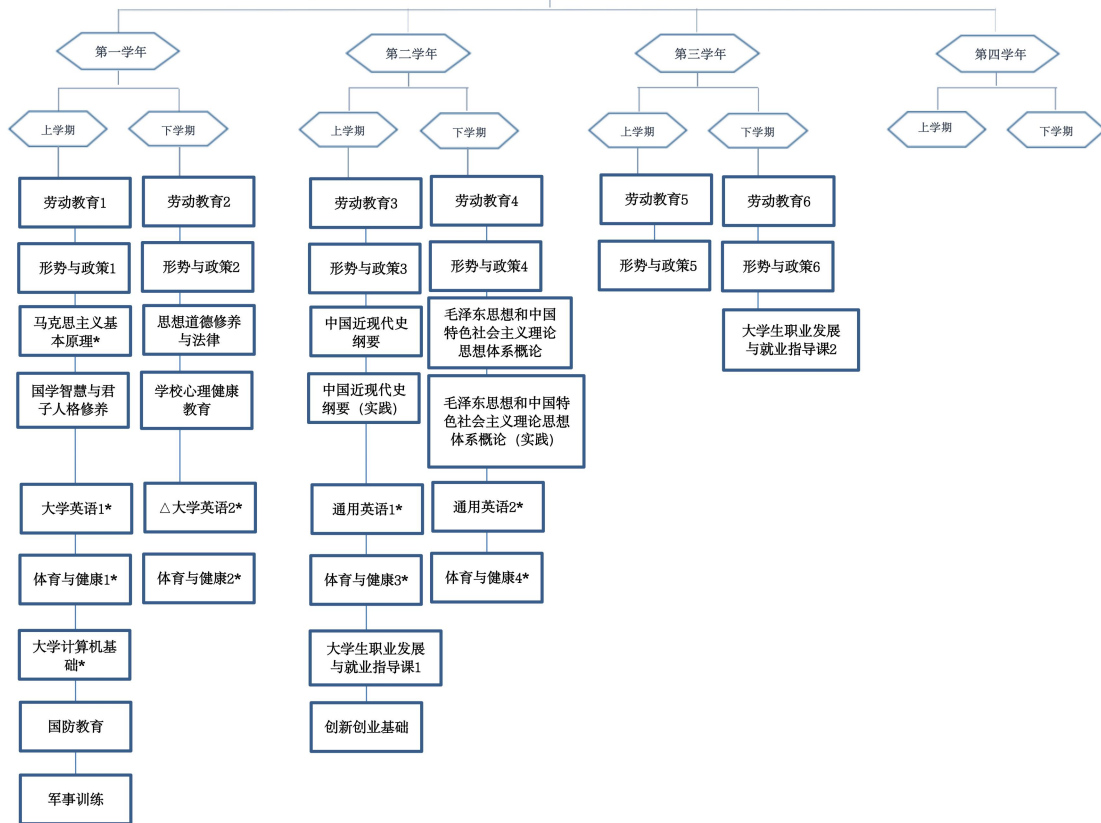 第一学年
第二学年
第三学年
第四学年
上学期
下学期
上学期
下学期
上学期
下学期
上学期
下学期
劳动教育1
形势与政策1
马克思主义基
本原理*
国学智慧与君
子人格修养
大学英语1*
体育与健康1*
大学计算机基
础*
国防教育
军事训练
劳动教育2
形势与政策2
思想道德修养
与法律
学校心理健康
教育
△大学英语2*
体育与健康2*
劳动教育3
形势与政策3
中国近现代史
纲要
中国近现代史
纲要（实践）
通用英语1*
体育与健康3*
大学生职业发展
与就业指导课1
创新创业基础
劳动教育4
形势与政策4
毛泽东思想和中国
特色社会主义理论
思想体系概论
毛泽东思想和中国特
色社会主义理论思想
体系概论（实践）
通用英语2*
体育与健康4*
劳动教育5
形势与政策5
劳动教育6
形势与政策6
大学生职业发展
与就业指导课2